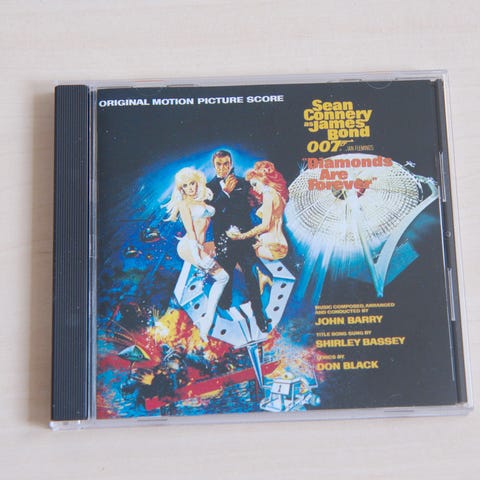 ORIGINAL MOTION PICTURE SCORE
Sean
Connery
as James
Bond
007 IAN FLEMING'S
"Diamonds
Are
Forever"
MUSIC COMPOSED, ARRANGED
AND CONDUCTED BY
JOHN BARRY
TITLE SONG SUNG BY
SHIRLEY BASSEY
LYRICS BY
DON BLACK